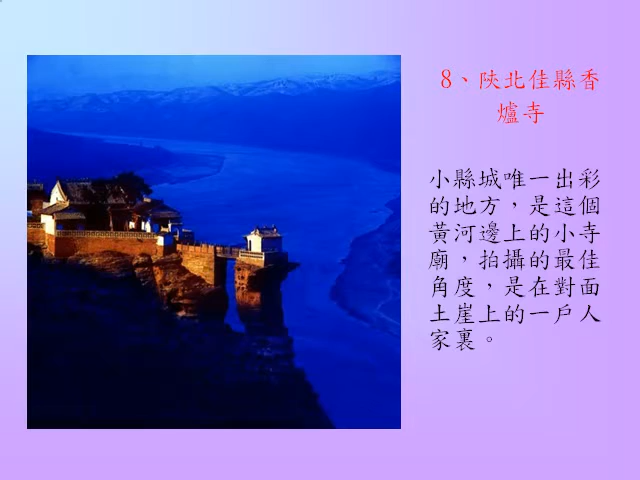 8、陝北佳縣香
爐寺
小縣城唯一出彩
的地方，是這個
黃河邊上的小寺
廟，拍攝的最佳
角度，是在對面
土崖上的一戶人
家裏。